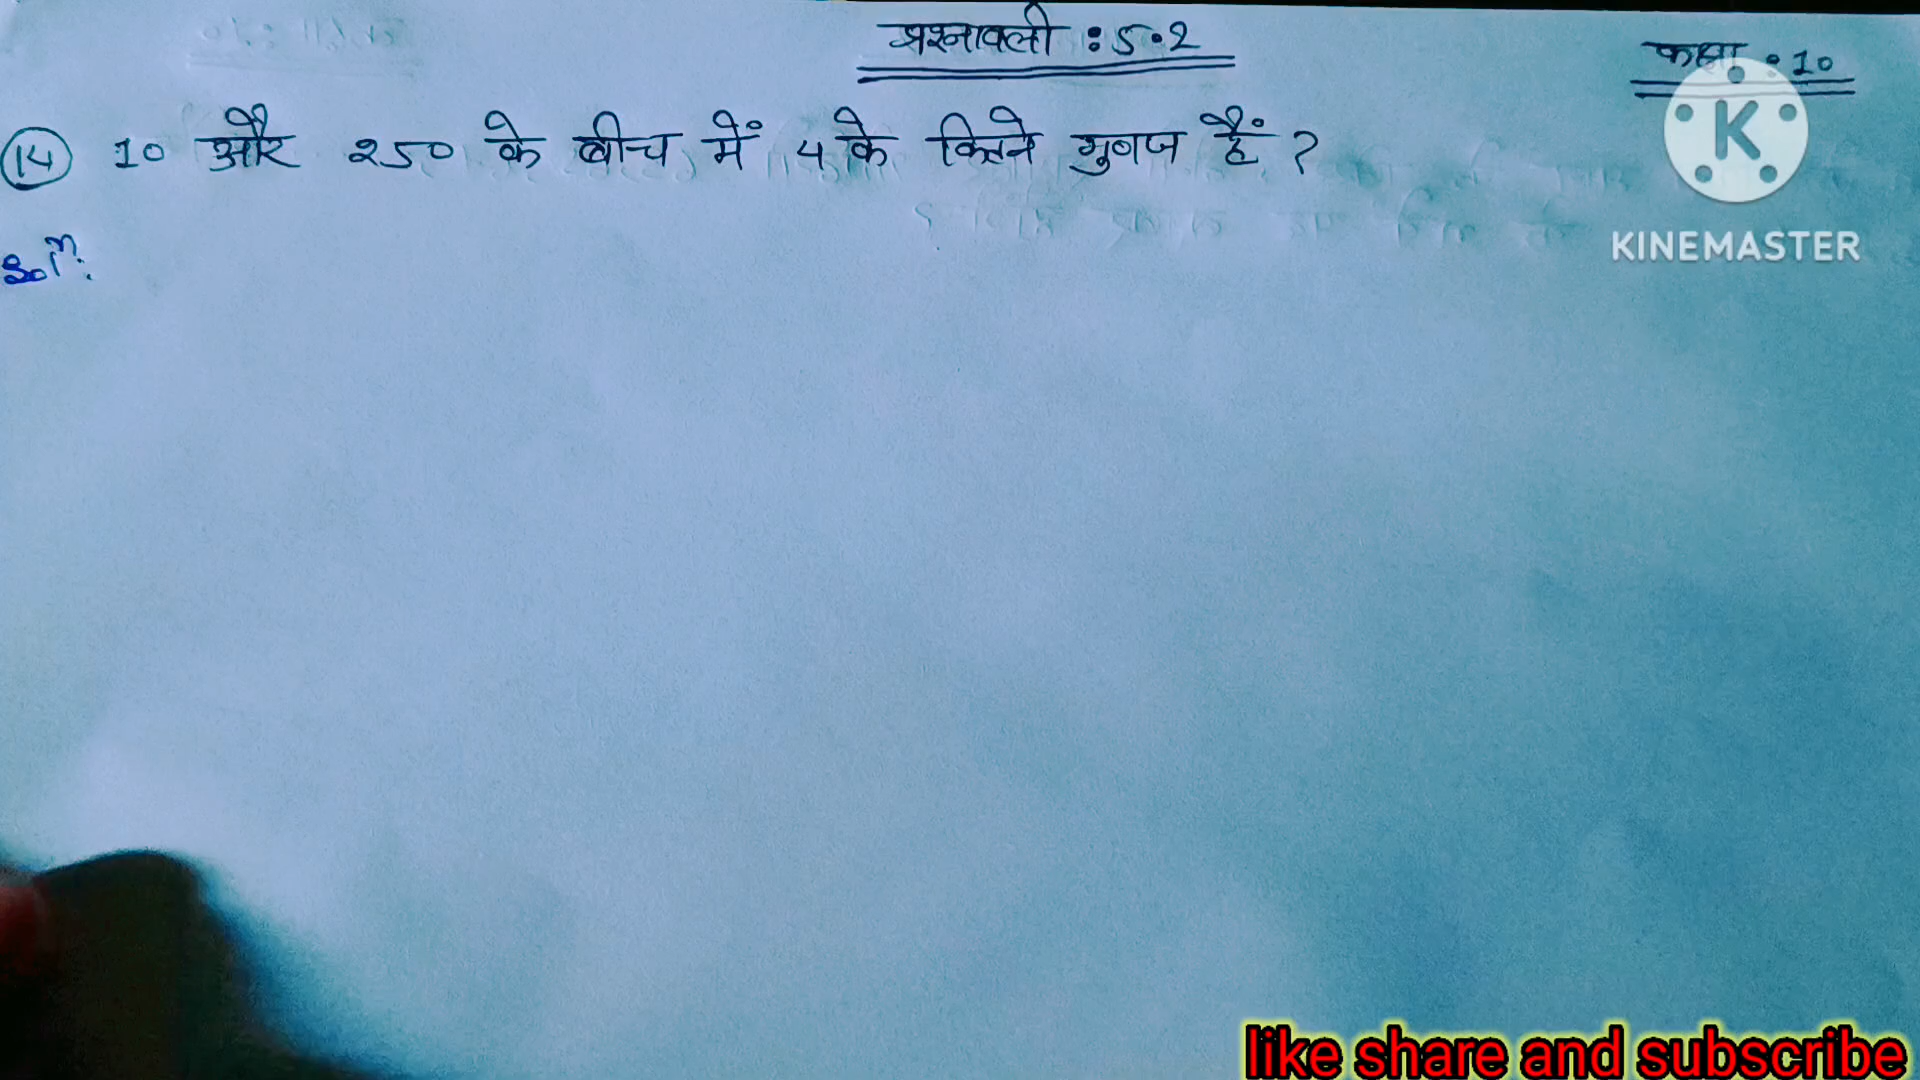 प्रश्नावली : 5.2
कक्षा : 10
(14) 10 और 250 के बीच में 4 के कितने गुणज हैं ?
Solⁿ:
K
KINEMASTER
like share and subscribe